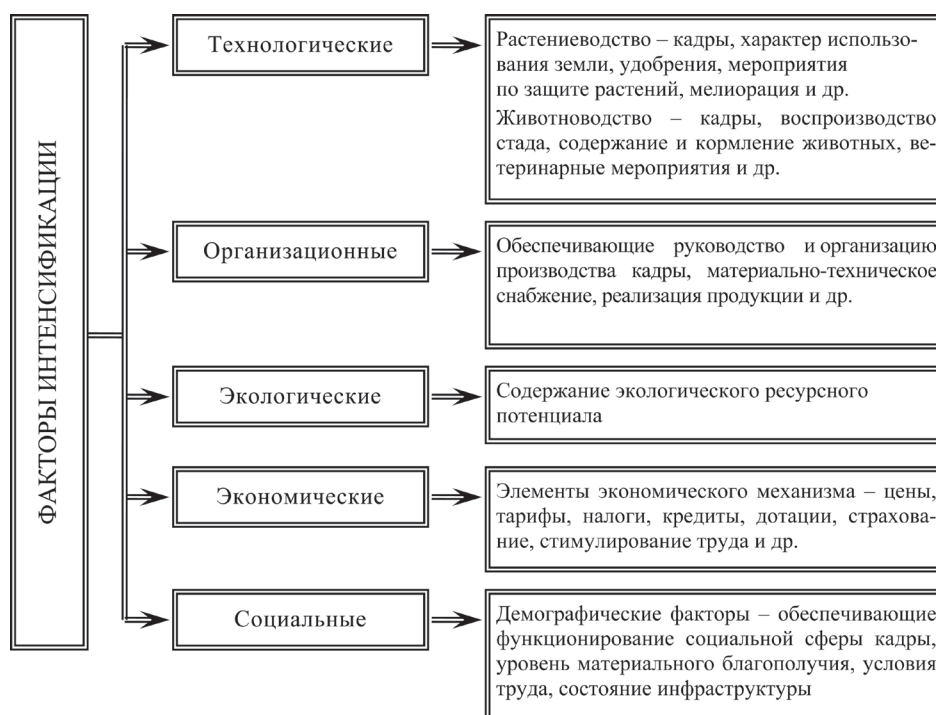 ФАКТОРЫ ИНТЕНСИФИКАЦИИ
Технологические
Растениеводство – кадры, характер использо-
вания земли, удобрения, мероприятия
по защите растений, мелиорация и др.
Животноводство – кадры, воспроизводство
стада, содержание и кормление животных, ве-
теринарные мероприятия и др.
Организационные
Обеспечивающие руководство и организацию
производства кадры, материально-техническое
снабжение, реализация продукции и др.
Экологические
Содержание экологического ресурсного
потенциала
Экономические
Элементы экономического механизма – цены,
тарифы, налоги, кредиты, дотации, страхова-
ние, стимулирование труда и др.
Социальные
Демографические факторы – обеспечивающие
функционирование социальной сферы кадры,
уровень материального благополучия, условия
труда, состояние инфраструктуры